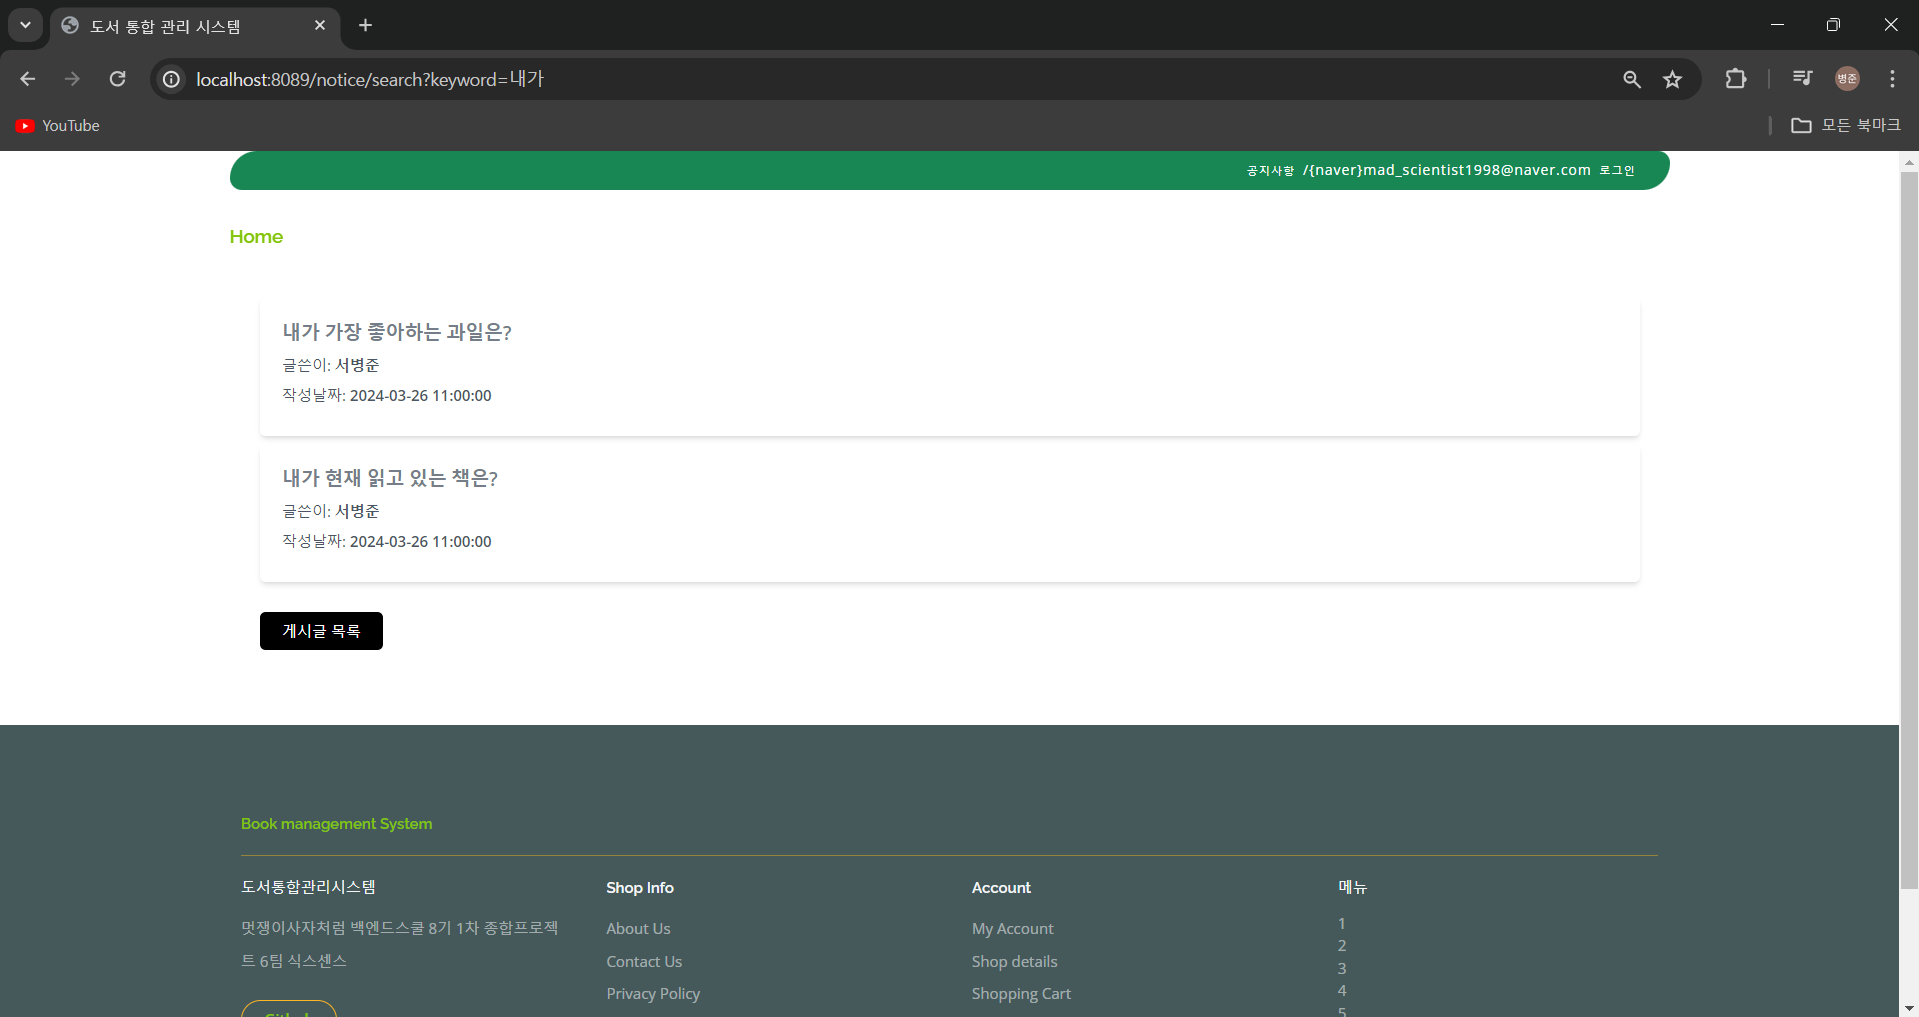 도서 통합 관리 시스템
localhost:8089/notice/search?keyword=내가
병준
YouTube
모든 북마크
공지사항 /{naver}mad_scientist1998@naver.com 로그인
Home
내가 가장 좋아하는 과일은?
글쓴이: 서병준
작성날짜: 2024-03-26 11:00:00
내가 현재 읽고 있는 책은?
글쓴이: 서병준
작성날짜: 2024-03-26 11:00:00
게시글 목록
Book management System
도서통합관리시스템
멋쟁이사자처럼 백엔드스쿨 8기 1차 종합프로젝
트 6팀 식스센스
Shop Info
About Us
Contact Us
Privacy Policy
Account
My Account
Shop details
Shopping Cart
메뉴
1
2
3
4
5